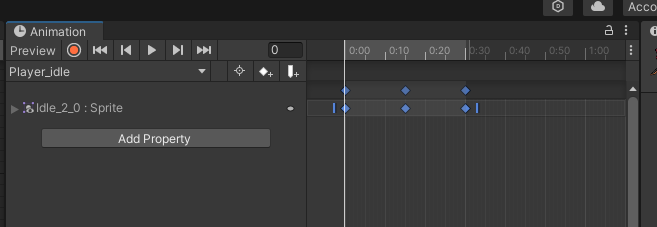 Acco
Animation
Preview
0
0:00 0:10 0:20 0:30 0:40 0:50 1:00
Player_idle
Idle_2_0 : Sprite
Add Property